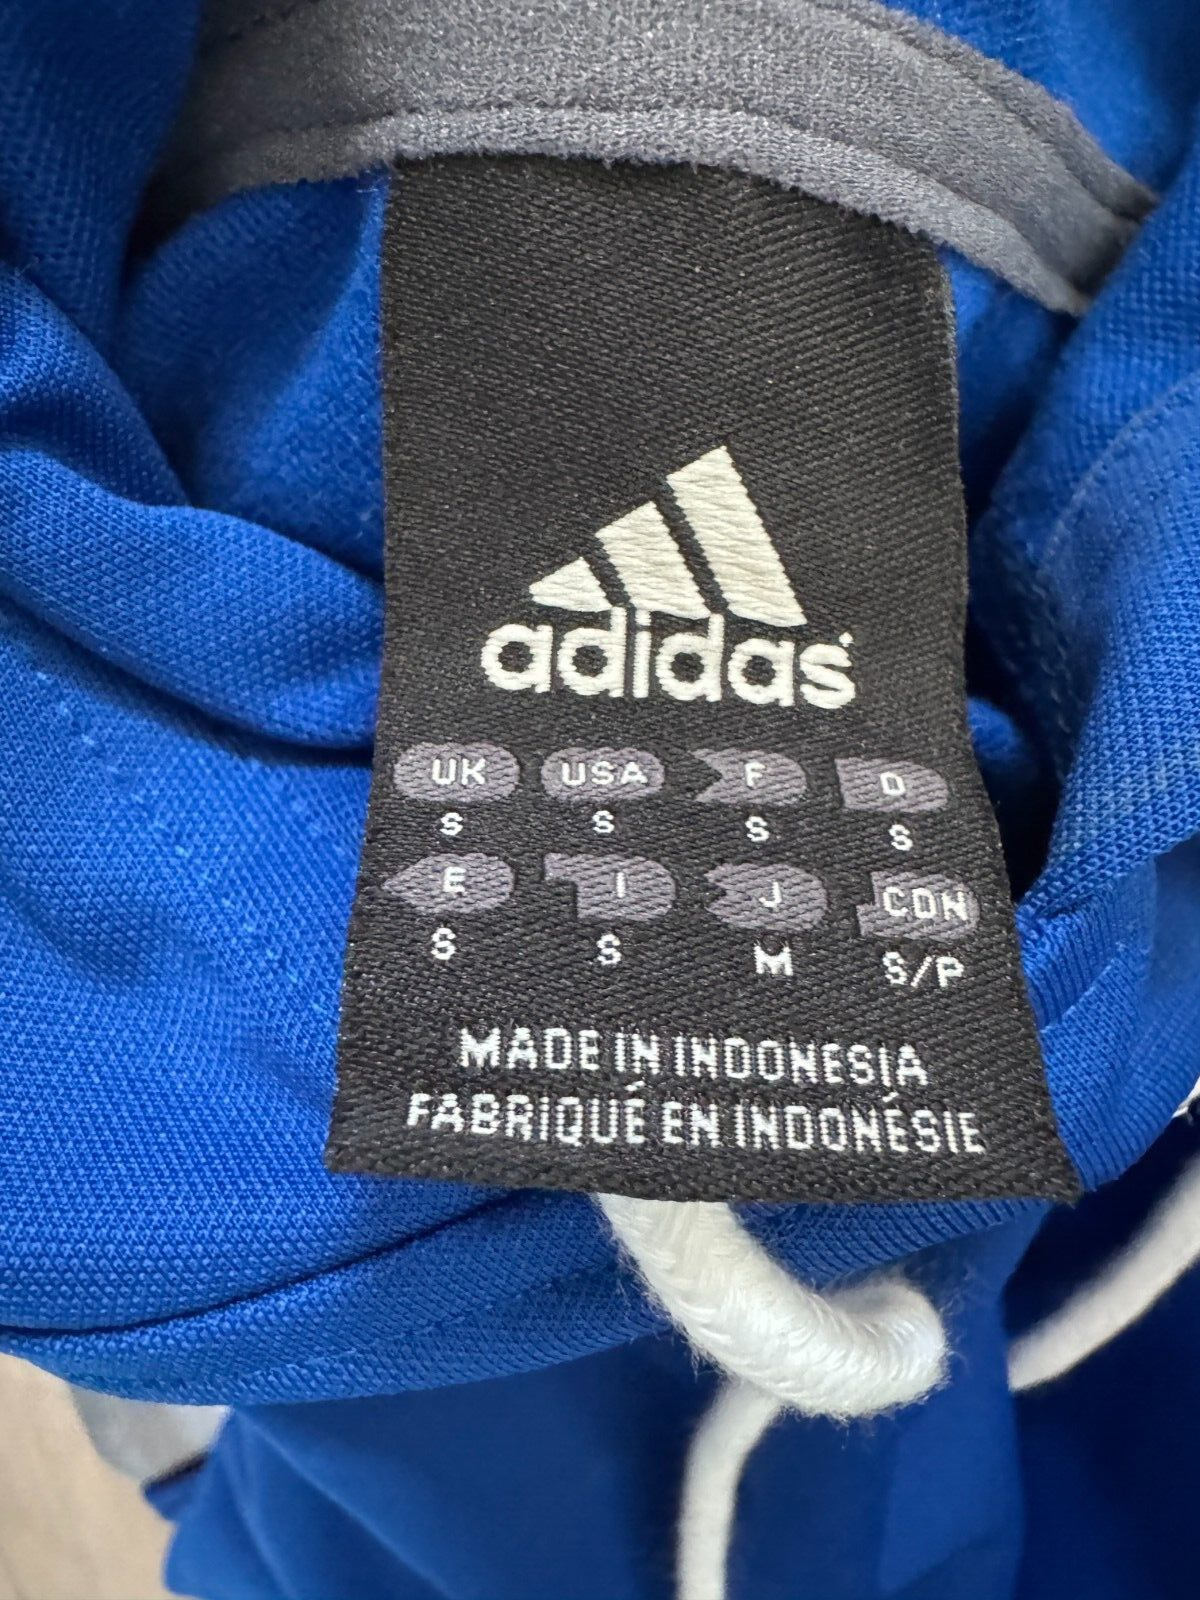 adidas
UK USA F D
S S S S
E I J CDN
S S M S/P
MADE IN INDONESIA
FABRIQUÉ EN INDONÉSIE